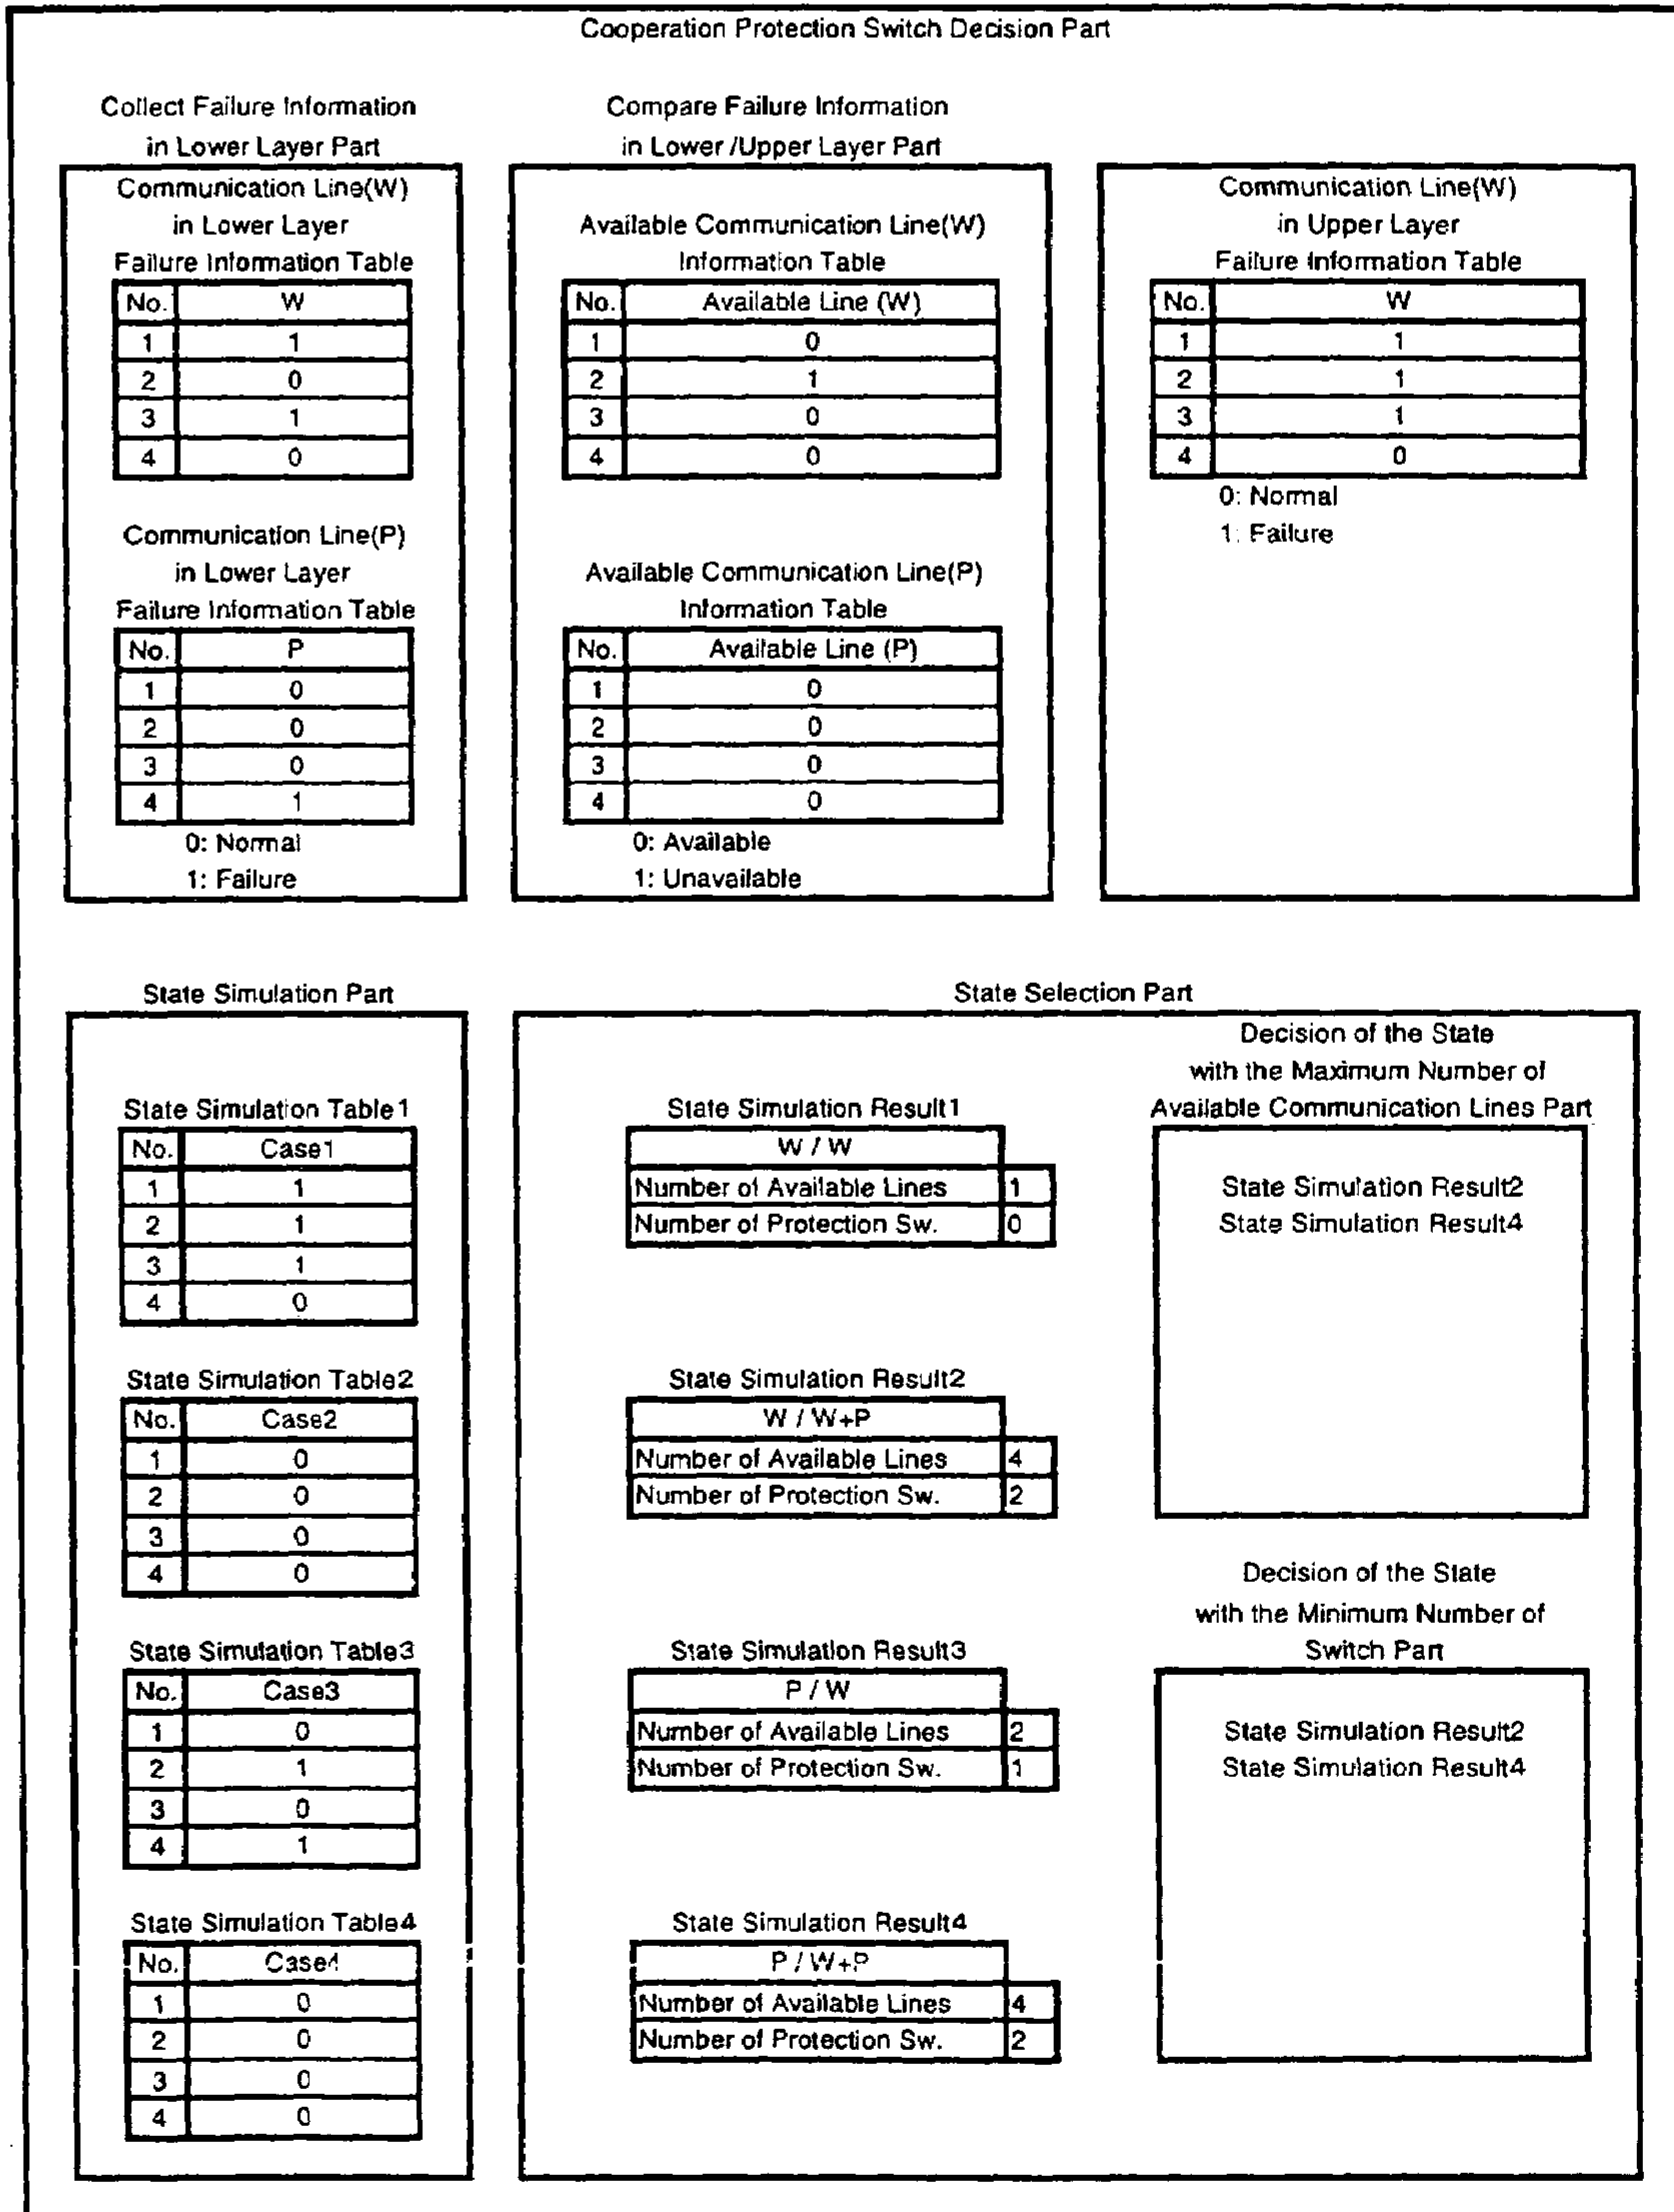 Cooperation Protection Switch Decision Part
Collect Failure Information
in Lower Layer Part
Communication Line(W)
in Lower Layer
Failure Information Table
No. W
1 1
2 0
3 1
4 0
Communication Line(P)
in Lower Layer
Failure Information Table
No. P
1 0
2 0
3 0
4 1
0: Normal
1: Failure
Compare Failure Information
in Lower /Upper Layer Part
Available Communication Line(W)
Information Table
No. Available Line (W)
1 0
2 1
3 0
4 0
Available Communication Line(P)
Information Table
No. Available Line (P)
1 0
2 0
3 0
4 0
0: Available
1: Unavailable
Communication Line(W)
in Upper Layer
Failure Information Table
No. W
1 1
2 1
3 1
4 0
0: Normal
1: Failure
State Simulation Part
State Simulation Table1
No. Case1
1 1
2 1
3 1
4 0
State Simulation Table2
No. Case2
1 0
2 0
3 0
4 0
State Simulation Table3
No. Case3
1 0
2 1
3 0
4 1
State Simulation Table4
No. Case4
1 0
2 0
3 0
4 0
State Selection Part
State Simulation Result1
W / W
Number of Available Lines 1
Number of Protection Sw. 0
State Simulation Result2
W / W+P
Number of Available Lines 4
Number of Protection Sw. 2
State Simulation Result3
P / W
Number of Available Lines 2
Number of Protection Sw. 1
State Simulation Result4
P / W+P
Number of Available Lines 4
Number of Protection Sw. 2
Decision of the State
with the Maximum Number of
Available Communication Lines Part
State Simulation Result2
State Simulation Result4
Decision of the State
with the Minimum Number of
Switch Part
State Simulation Result2
State Simulation Result4